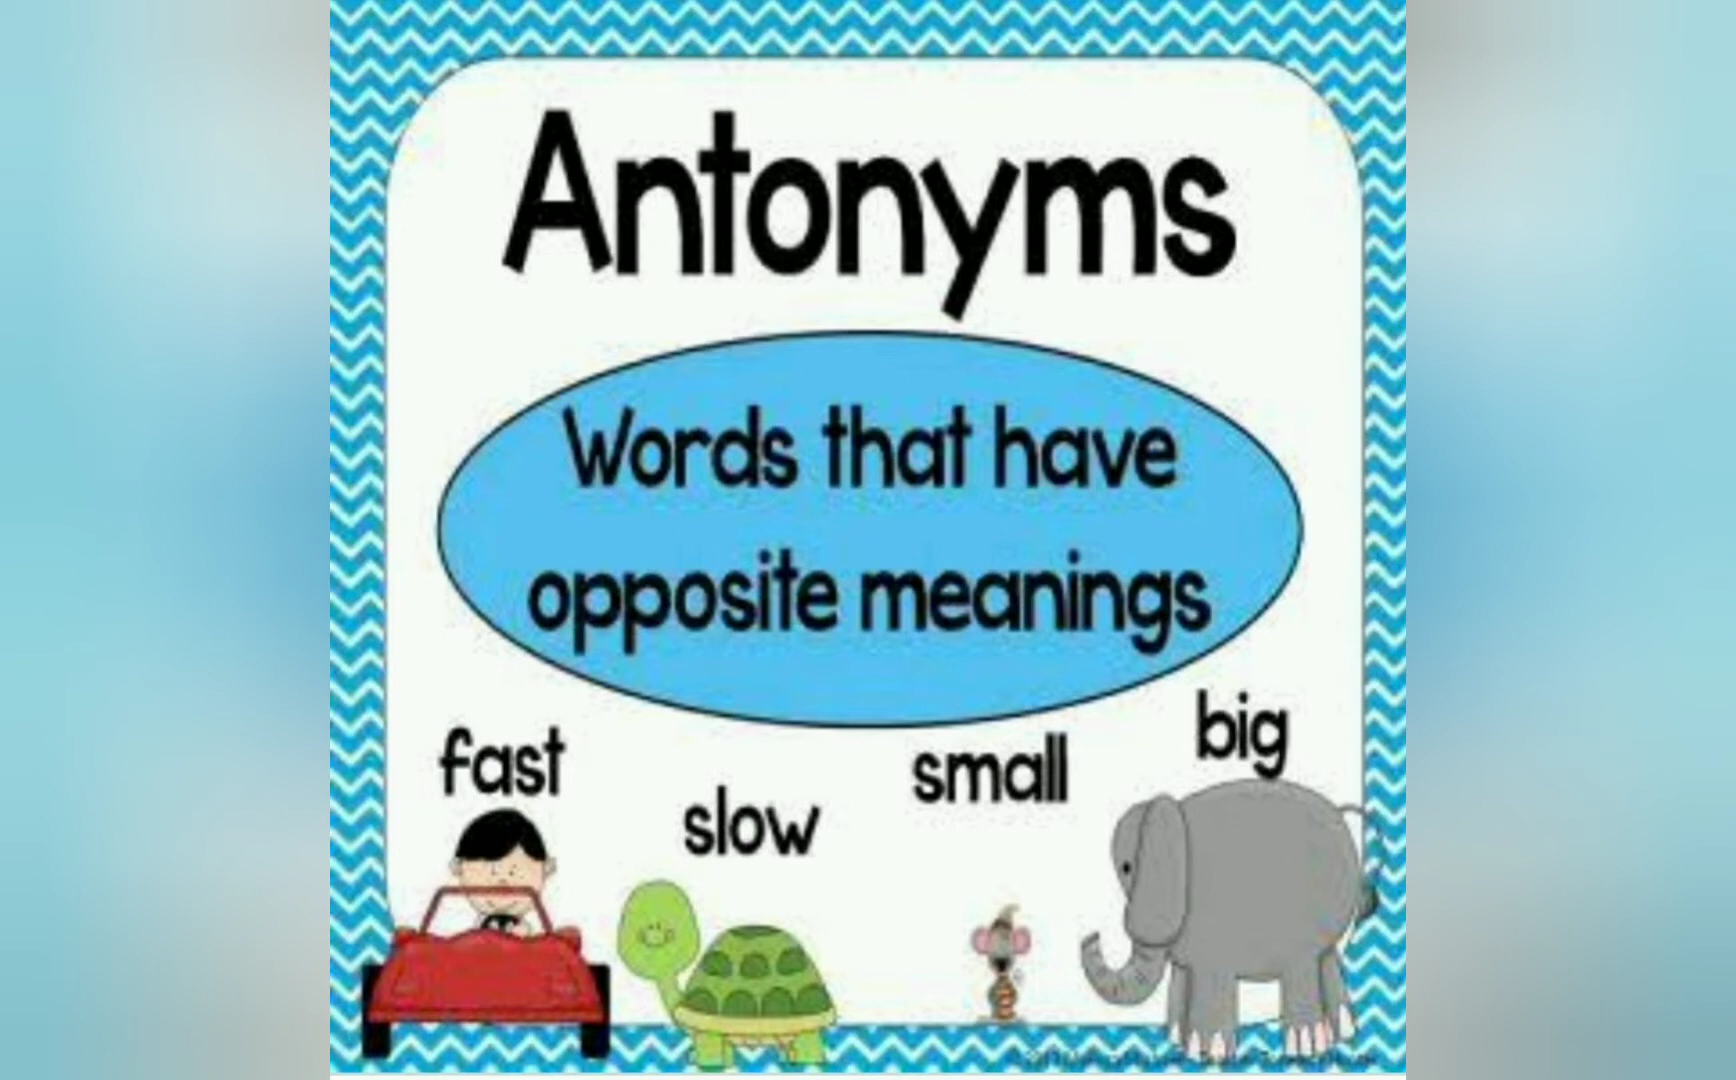 Antonyms
Words that have
opposite meanings
fast
slow
small
big